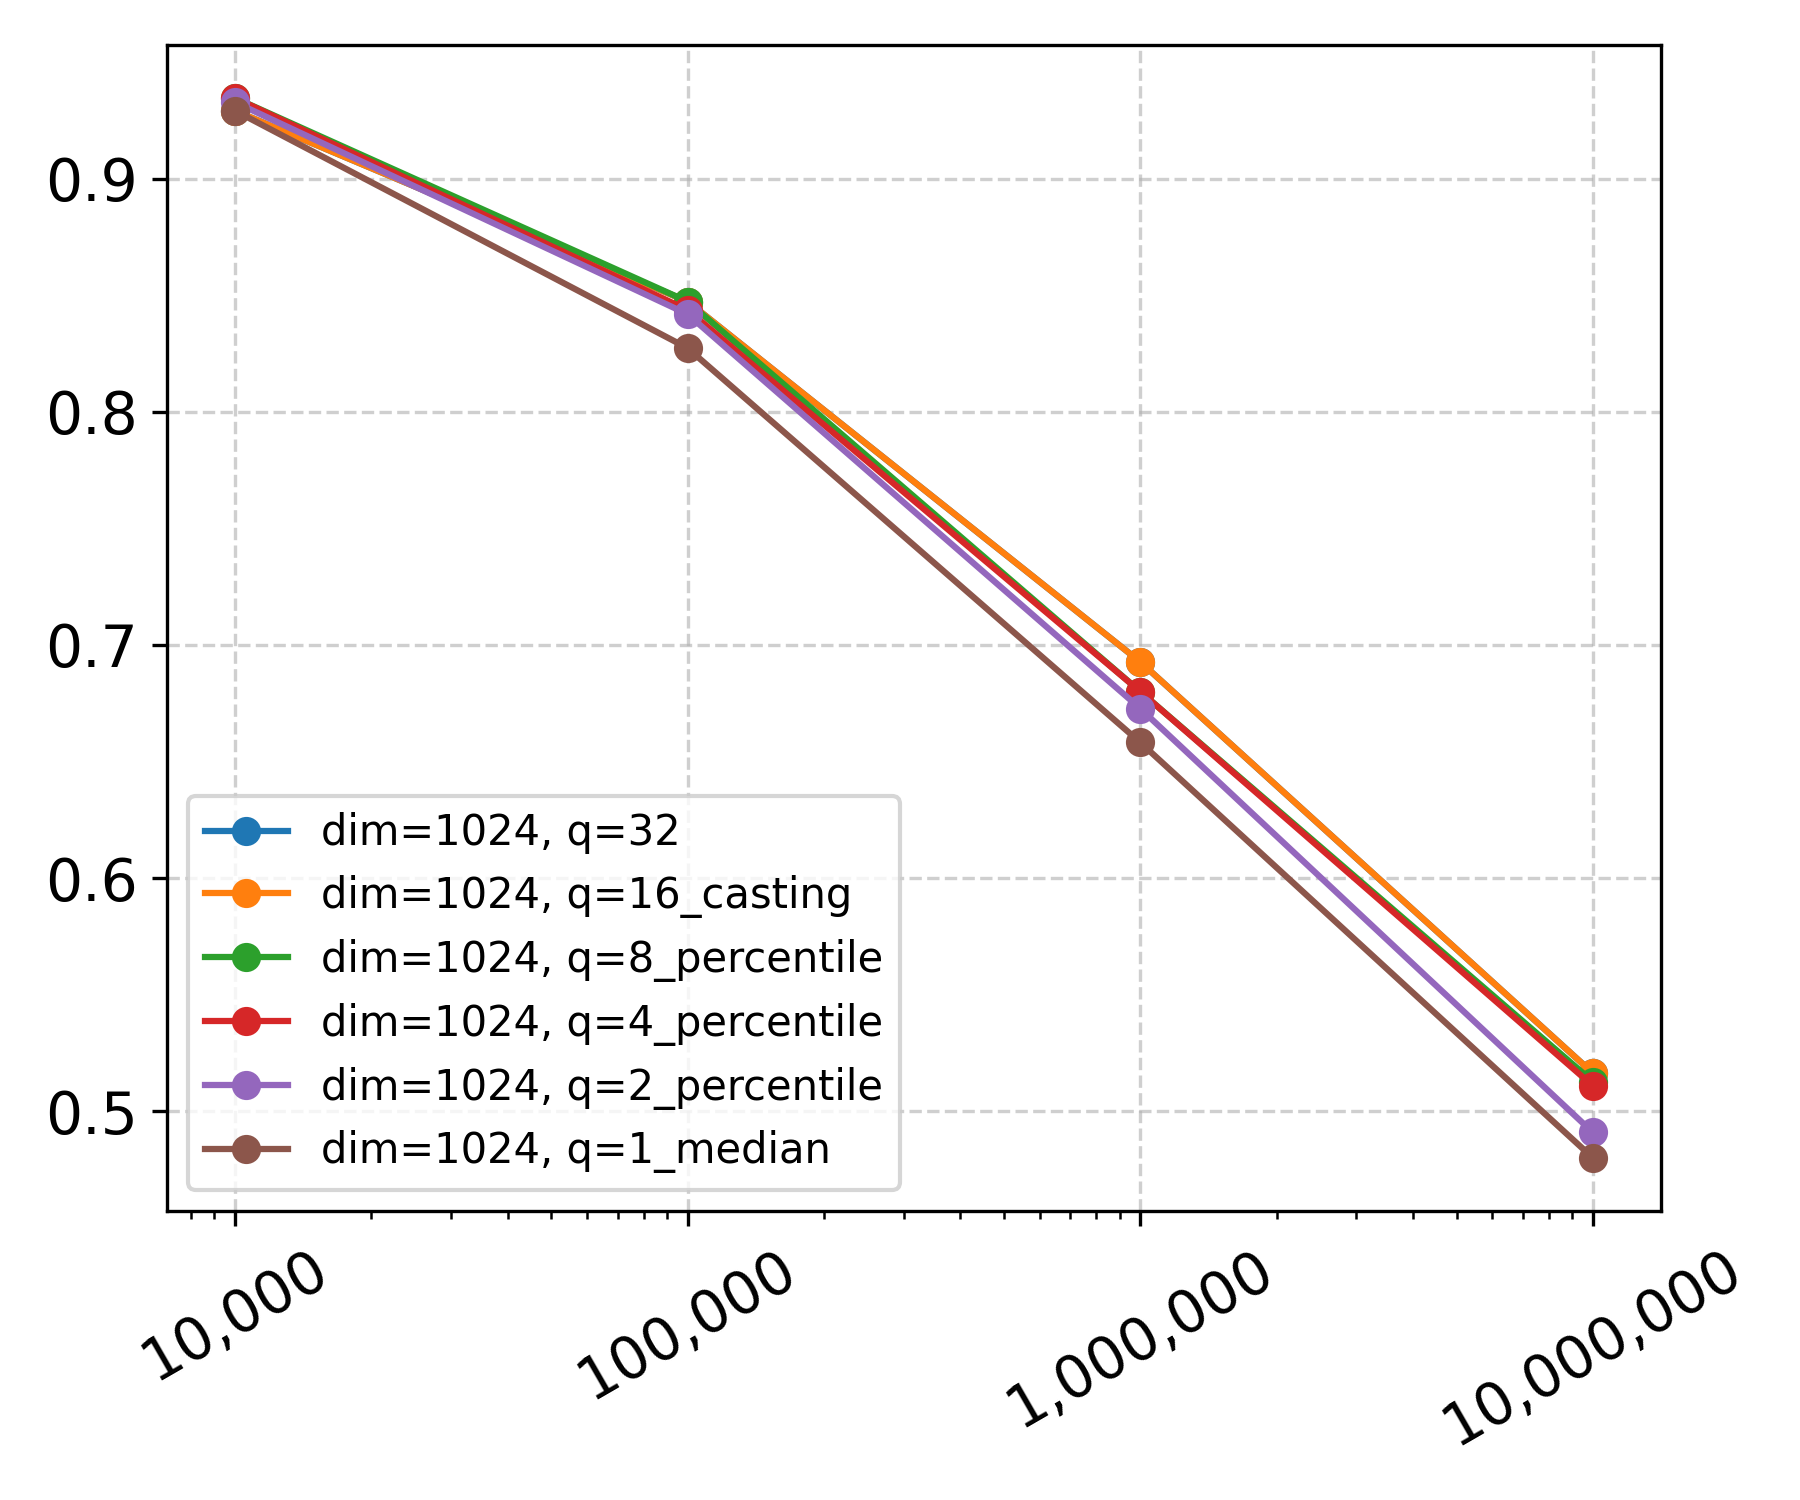 0.9
0.8
0.7
0.6
0.5
dim=1024, q=32
dim=1024, q=16_casting
dim=1024, q=8_percentile
dim=1024, q=4_percentile
dim=1024, q=2_percentile
dim=1024, q=1_median
10,000
100,000
1,000,000
10,000,000